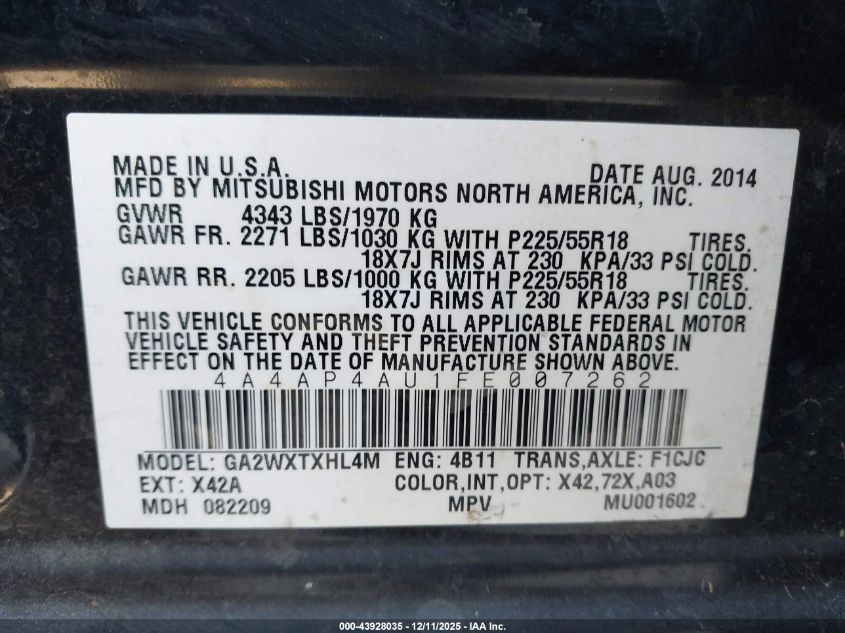 MADE IN U.S.A. DATE AUG. 2014
MFD BY MITSUBISHI MOTORS NORTH AMERICA, INC.
GVWR 4343 LBS/1970 KG
GAWR FR. 2271 LBS/1030 KG WITH P225/55R18 TIRES.
18X7J RIMS AT 230 KPA/33 PSI COLD.
GAWR RR. 2205 LBS/1000 KG WITH P225/55R18 TIRES.
18X7J RIMS AT 230 KPA/33 PSI COLD.
THIS VEHICLE CONFORMS TO ALL APPLICABLE FEDERAL MOTOR
VEHICLE SAFETY AND THEFT PREVENTION STANDARDS IN
EFFECT ON THE DATE OF MANUFACTURE SHOWN ABOVE.
4A4AP4AU1FE007262
MODEL: GA2WXTXHL4M ENG: 4B11 TRANS,AXLE: F1CJC
EXT: X42A COLOR,INT,OPT: X42,72X,A03
MDH 082209 MPV MU001602
000-43928035 - 12/11/2025 - IAA Inc.